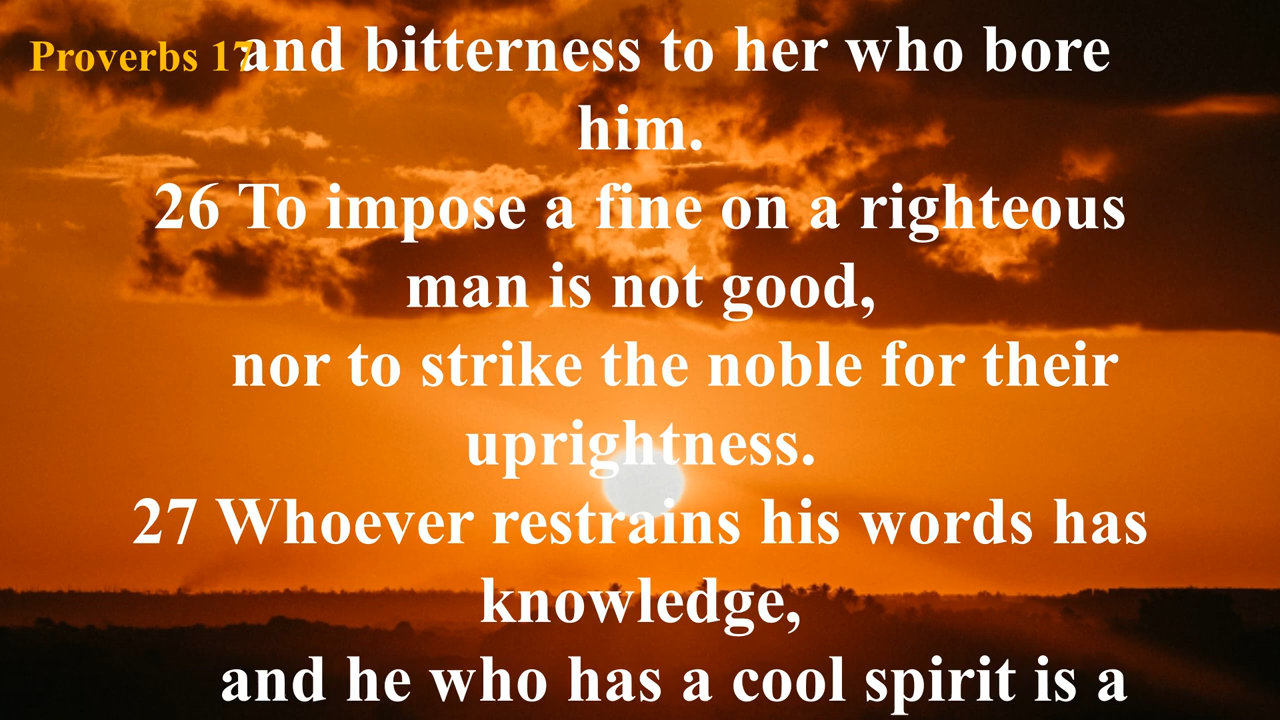 Proverbs 17
and bitterness to her who bore
him.
26 To impose a fine on a righteous
man is not good,
nor to strike the noble for their
uprightness.
27 Whoever restrains his words has
knowledge,
and he who has a cool spirit is a